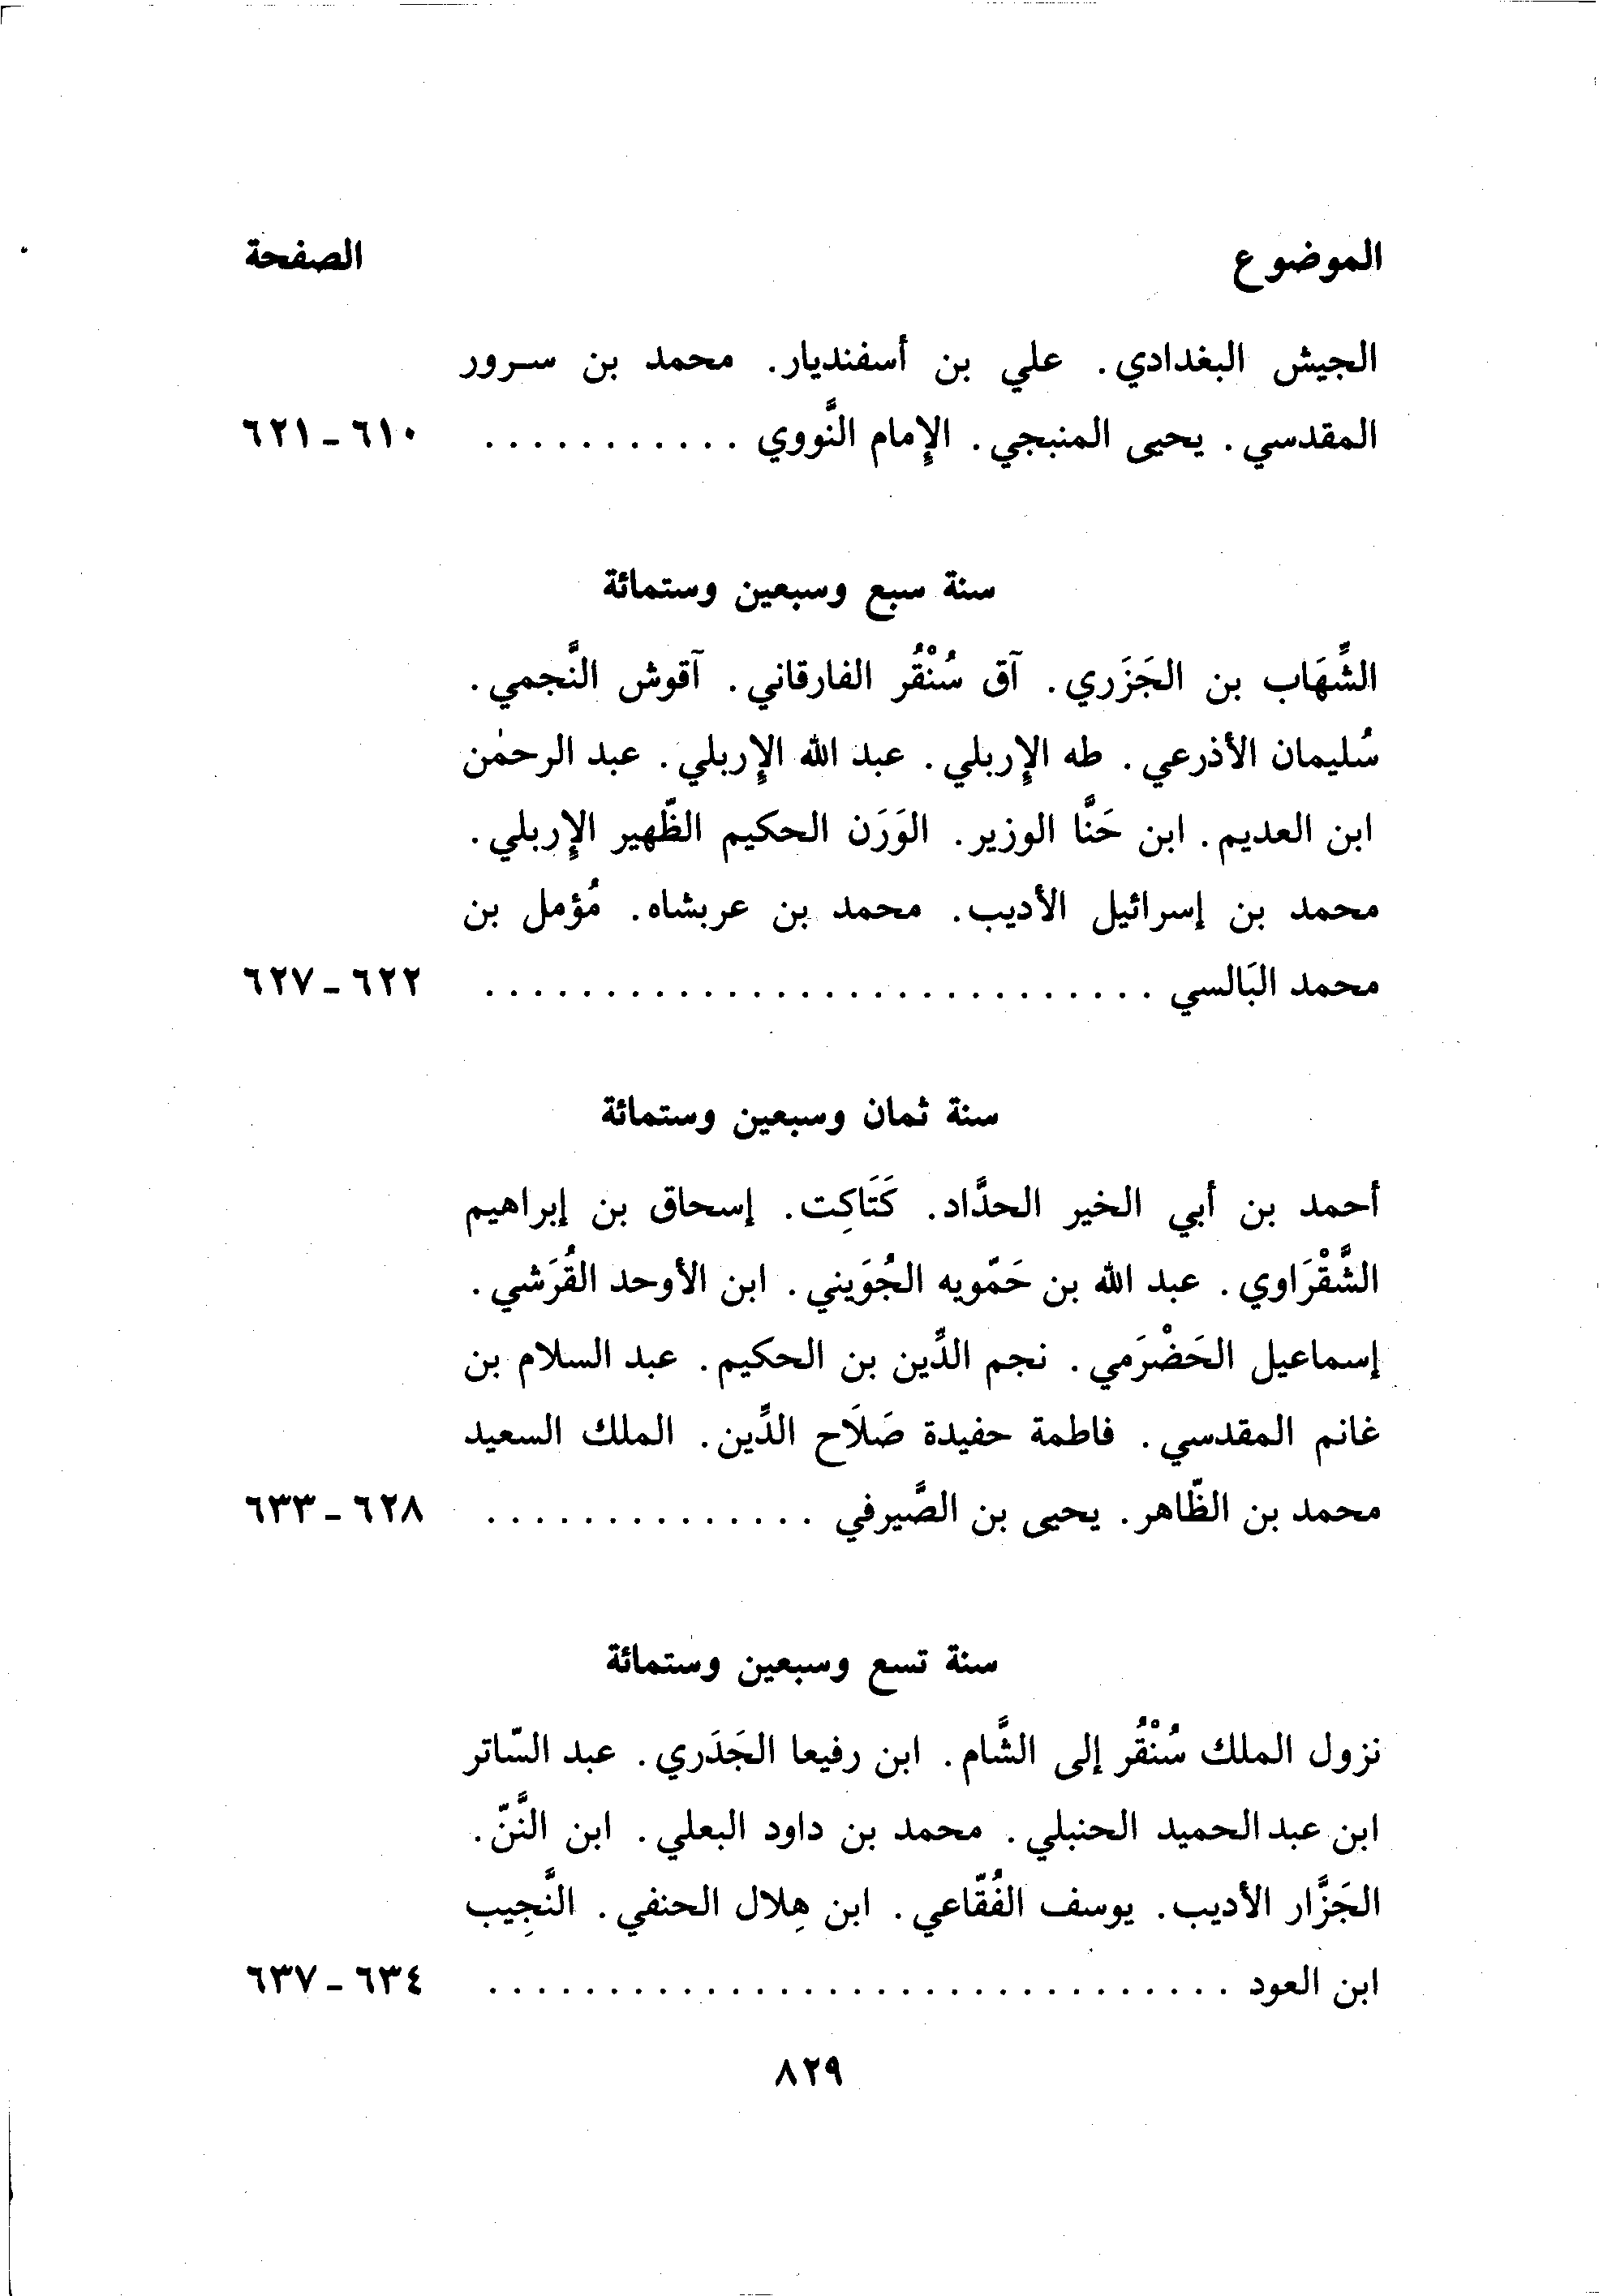 الموضوع الصفحة
الجيش البغدادي. علي بن أسفنديار. محمد بن سرور
المقدسي. يحيى المنبجي. الإمام النَّووي ........... ٦١٠ - ٦٢١
سنة سبع وسبعين وستمائة
الشِّهَاب بن الجَزَري. آق سُنْقُر الفارقاني. آقوش النَّجمي.
سُليمان الأذرعي. طه الإربلي. عبد الله الإربلي. عبد الرحمٰن
ابن العديم. ابن حَنَّا الوزير. الوَرَن الحكيم الظّهير الإربلي.
محمد بن إسرائيل الأديب. محمد بن عربشاه. مُؤمل بن
محمد البَالسي ............................ ٦٢٢ - ٦٢٧
سنة ثمان وسبعين وستمائة
أحمد بن أبي الخير الحدَّاد. كَتَاكِت. إسحاق بن إبراهيم
الشَّقْرَاوي. عبد الله بن حَمّويه الجُوَيني. ابن الأوحد القُرَشي.
إسماعيل الحَضْرَمي. نجم الدِّين بن الحكيم. عبد السلام بن
غانم المقدسي. فاطمة حفيدة صَلَاح الدِّين. الملك السعيد
محمد بن الظّاهر. يحيى بن الصَّيرفي .............. ٦٢٨ - ٦٣٣
سنة تسع وسبعين وستمائة
نزول الملك سُنْقُر إلى الشَّام. ابن رفيعا الجَدَري. عبد السّاتر
ابن عبد الحميد الحنبلي. محمد بن داود البعلي. ابن النَّنّ.
الجَزَّار الأديب. يوسف الفُقّاعي. ابن هِلال الحنفي. النَّجِيب
ابن العود ............................... ٦٣٤ - ٦٣٧
٨٢٩